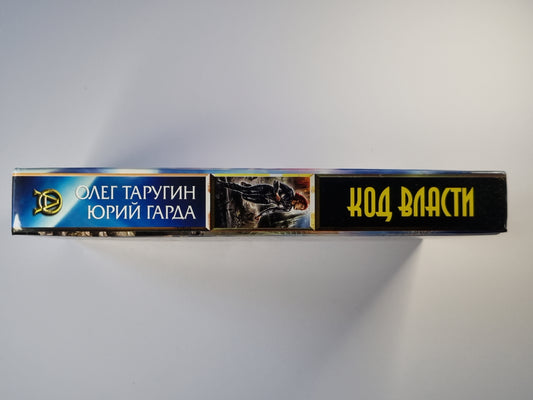 ОЛЕГ ТАРУГИН
ЮРИЙ ГАРДА
КОД ВЛАСТИ